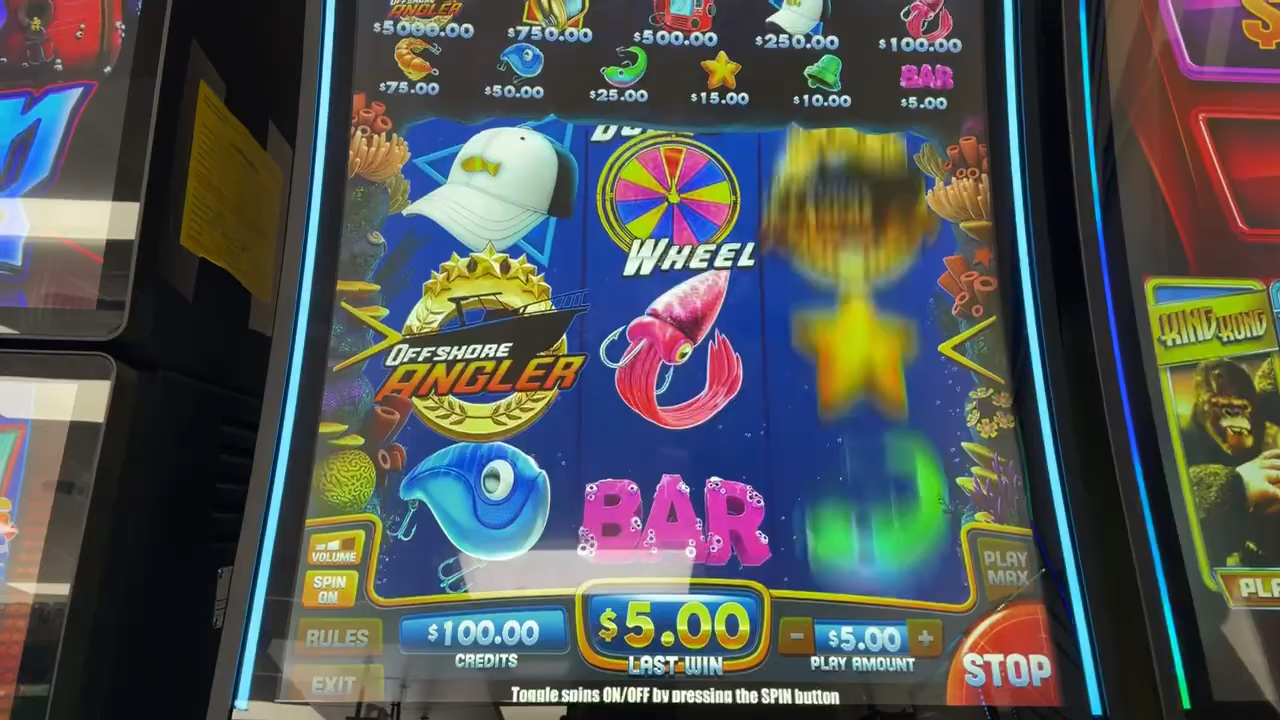 OFFSHORE
ANGLER
$5000.00 $750.00 $500.00 $250.00 $100.00
BAR
$75.00 $50.00 $25.00 $15.00 $10.00 $5.00
WHEEL
OFFSHORE
ANGLER
BAR
KING KONG
VOLUME
SPIN
ON
RULES
EXIT
PLAY
MAX
$100.00
CREDITS
$5.00
LAST WIN
- $5.00 +
PLAY AMOUNT
STOP
Toggle spins ON/OFF by pressing the SPIN button